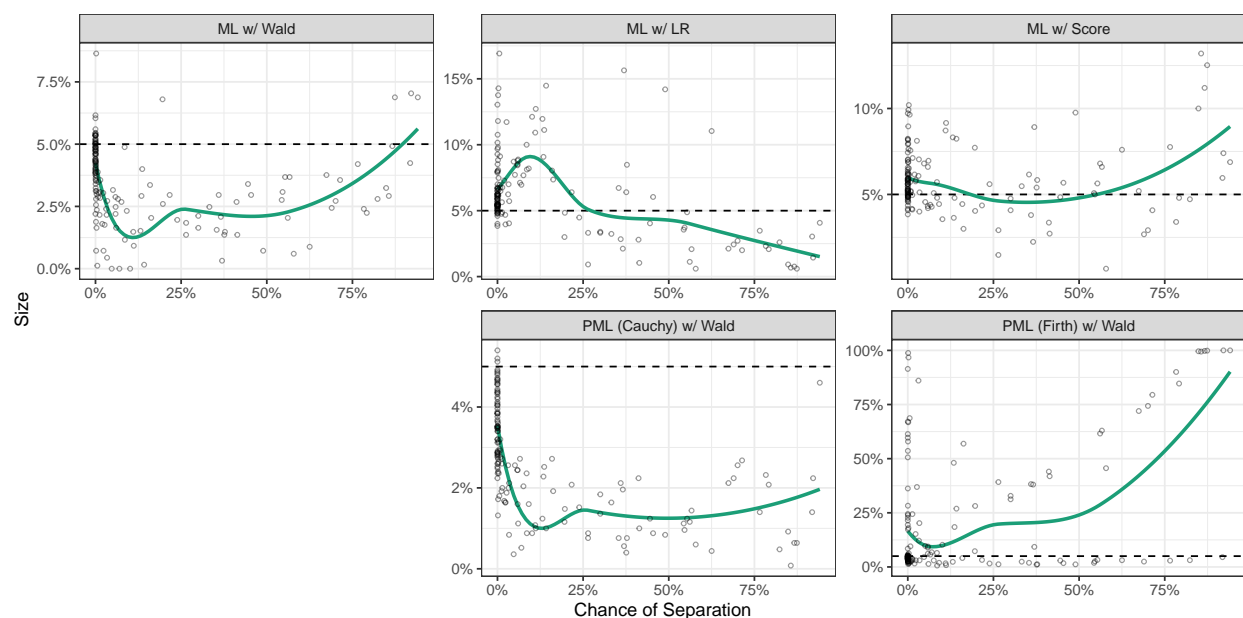 ML w/ Wald
ML w/ LR
ML w/ Score
7.5%
5.0%
2.5%
0.0%
15%
10%
5%
0%
10%
5%
0% 25% 50% 75%
0% 25% 50% 75%
0% 25% 50% 75%
Size
PML (Cauchy) w/ Wald
PML (Firth) w/ Wald
4%
2%
0%
100%
75%
50%
25%
0%
0% 25% 50% 75%
0% 25% 50% 75%
Chance of Separation